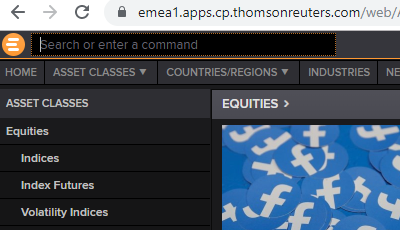 emea1.apps.cp.thomsonreuters.com/web/
Search or enter a command
HOME ASSET CLASSES COUNTRIES/REGIONS INDUSTRIES NE
ASSET CLASSES
EQUITIES >
Equities
Indices
Index Futures
Volatility Indices